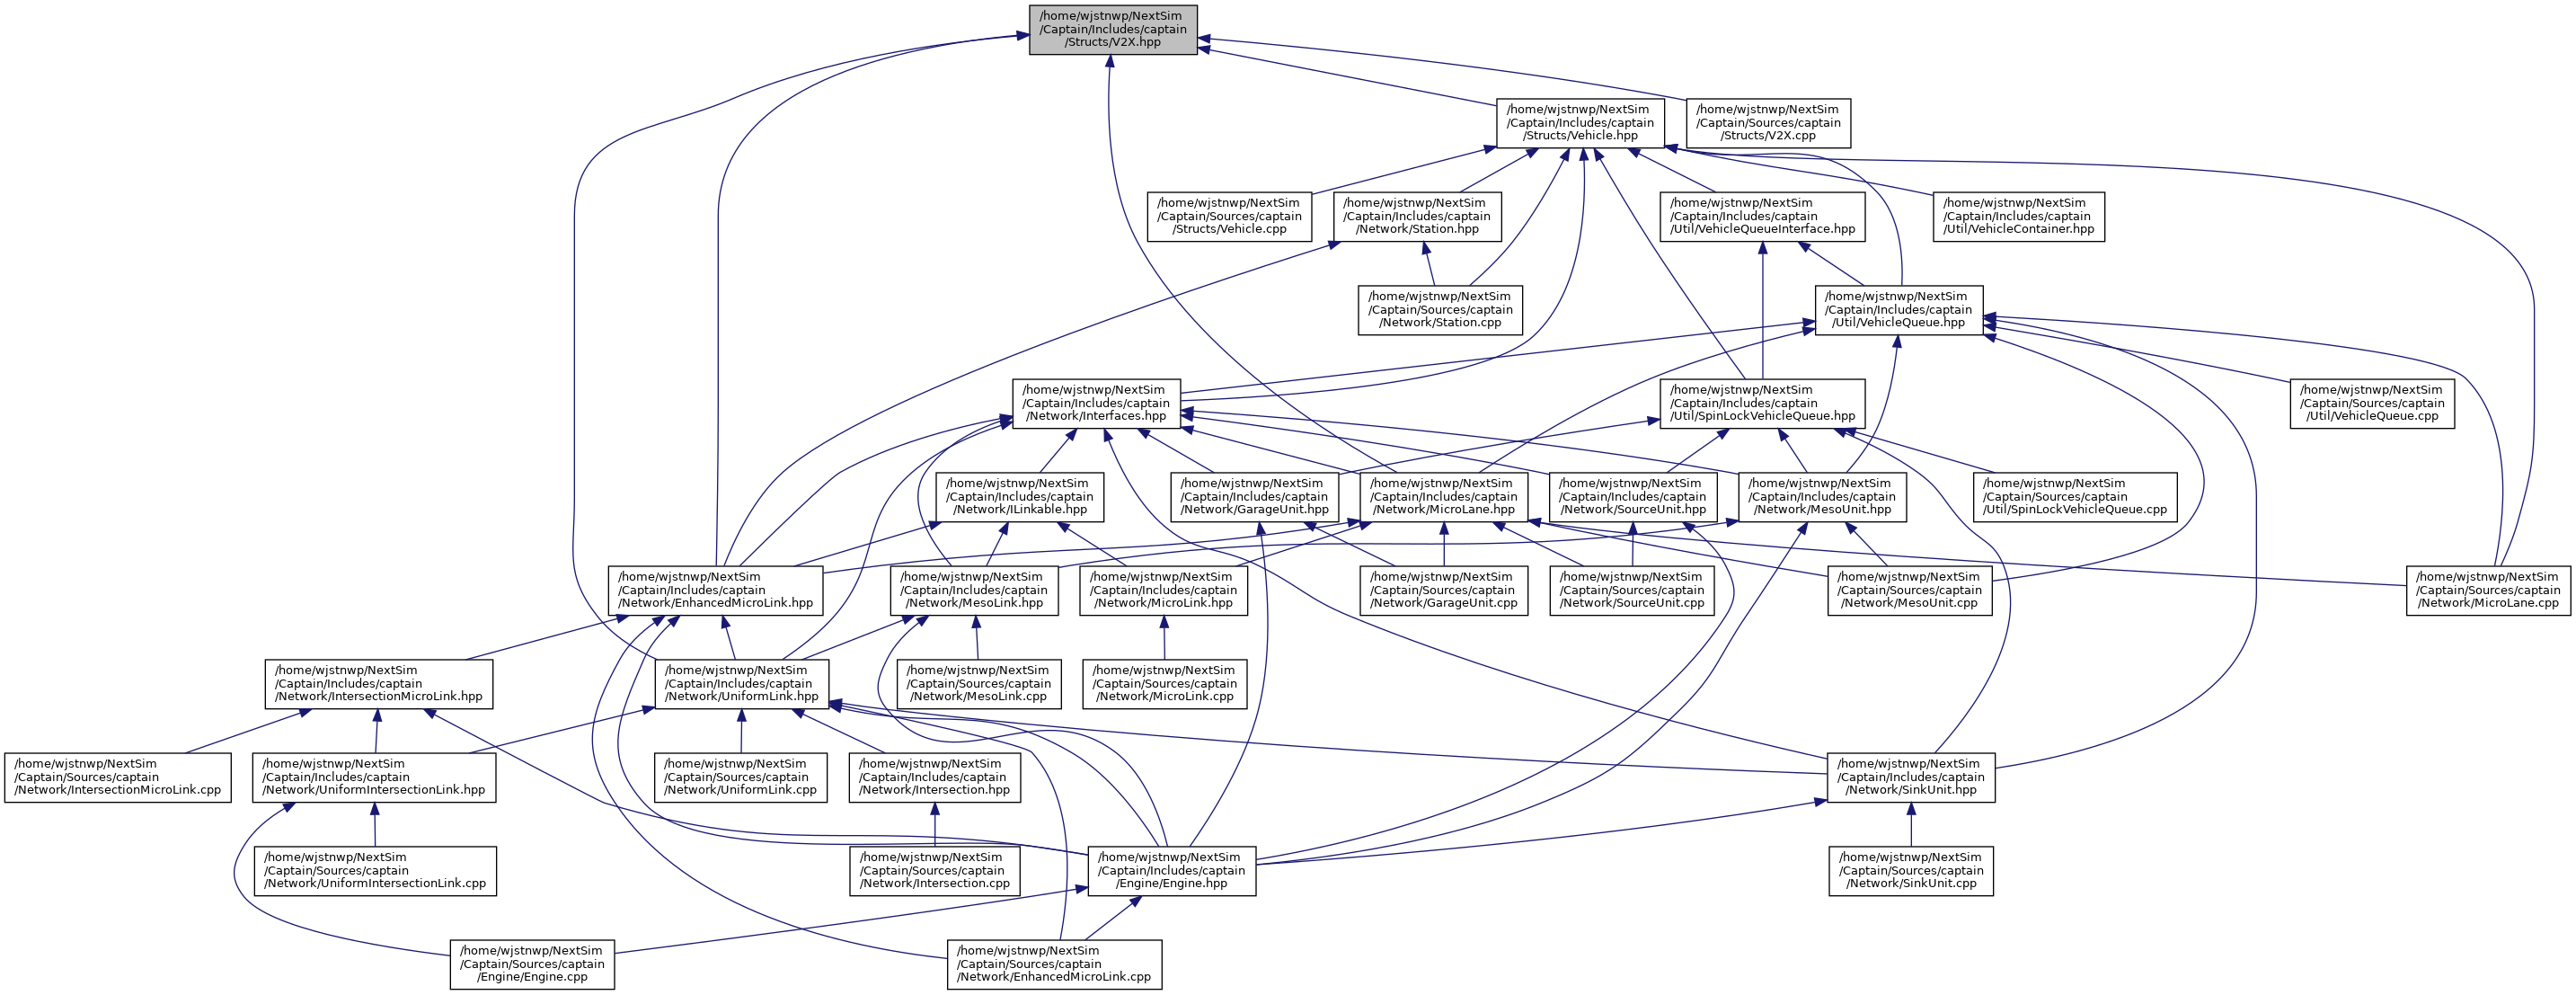 /home/wjstnwp/NextSim
/Captain/Includes/captain
/Structs/V2X.hpp
/home/wjstnwp/NextSim
/Captain/Includes/captain
/Structs/Vehicle.hpp
/home/wjstnwp/NextSim
/Captain/Sources/captain
/Structs/V2X.cpp
/home/wjstnwp/NextSim
/Captain/Sources/captain
/Structs/Vehicle.cpp
/home/wjstnwp/NextSim
/Captain/Includes/captain
/Network/Station.hpp
/home/wjstnwp/NextSim
/Captain/Includes/captain
/Util/VehicleQueueInterface.hpp
/home/wjstnwp/NextSim
/Captain/Includes/captain
/Util/VehicleContainer.hpp
/home/wjstnwp/NextSim
/Captain/Sources/captain
/Network/Station.cpp
/home/wjstnwp/NextSim
/Captain/Includes/captain
/Util/VehicleQueue.hpp
/home/wjstnwp/NextSim
/Captain/Includes/captain
/Network/Interfaces.hpp
/home/wjstnwp/NextSim
/Captain/Includes/captain
/Util/SpinLockVehicleQueue.hpp
/home/wjstnwp/NextSim
/Captain/Sources/captain
/Util/VehicleQueue.cpp
/home/wjstnwp/NextSim
/Captain/Includes/captain
/Network/ILinkable.hpp
/home/wjstnwp/NextSim
/Captain/Includes/captain
/Network/GarageUnit.hpp
/home/wjstnwp/NextSim
/Captain/Includes/captain
/Network/MicroLane.hpp
/home/wjstnwp/NextSim
/Captain/Includes/captain
/Network/SourceUnit.hpp
/home/wjstnwp/NextSim
/Captain/Includes/captain
/Network/MesoUnit.hpp
/home/wjstnwp/NextSim
/Captain/Sources/captain
/Util/SpinLockVehicleQueue.cpp
/home/wjstnwp/NextSim
/Captain/Includes/captain
/Network/EnhancedMicroLink.hpp
/home/wjstnwp/NextSim
/Captain/Includes/captain
/Network/MesoLink.hpp
/home/wjstnwp/NextSim
/Captain/Includes/captain
/Network/MicroLink.hpp
/home/wjstnwp/NextSim
/Captain/Sources/captain
/Network/GarageUnit.cpp
/home/wjstnwp/NextSim
/Captain/Sources/captain
/Network/SourceUnit.cpp
/home/wjstnwp/NextSim
/Captain/Sources/captain
/Network/MesoUnit.cpp
/home/wjstnwp/NextSim
/Captain/Sources/captain
/Network/MicroLane.cpp
/home/wjstnwp/NextSim
/Captain/Includes/captain
/Network/IntersectionMicroLink.hpp
/home/wjstnwp/NextSim
/Captain/Includes/captain
/Network/UniformLink.hpp
/home/wjstnwp/NextSim
/Captain/Sources/captain
/Network/MesoLink.cpp
/home/wjstnwp/NextSim
/Captain/Sources/captain
/Network/MicroLink.cpp
/home/wjstnwp/NextSim
/Captain/Sources/captain
/Network/IntersectionMicroLink.cpp
/home/wjstnwp/NextSim
/Captain/Includes/captain
/Network/UniformIntersectionLink.hpp
/home/wjstnwp/NextSim
/Captain/Sources/captain
/Network/UniformLink.cpp
/home/wjstnwp/NextSim
/Captain/Includes/captain
/Network/Intersection.hpp
/home/wjstnwp/NextSim
/Captain/Includes/captain
/Network/SinkUnit.hpp
/home/wjstnwp/NextSim
/Captain/Sources/captain
/Network/UniformIntersectionLink.cpp
/home/wjstnwp/NextSim
/Captain/Sources/captain
/Network/Intersection.cpp
/home/wjstnwp/NextSim
/Captain/Includes/captain
/Engine/Engine.hpp
/home/wjstnwp/NextSim
/Captain/Sources/captain
/Network/SinkUnit.cpp
/home/wjstnwp/NextSim
/Captain/Sources/captain
/Engine/Engine.cpp
/home/wjstnwp/NextSim
/Captain/Sources/captain
/Network/EnhancedMicroLink.cpp